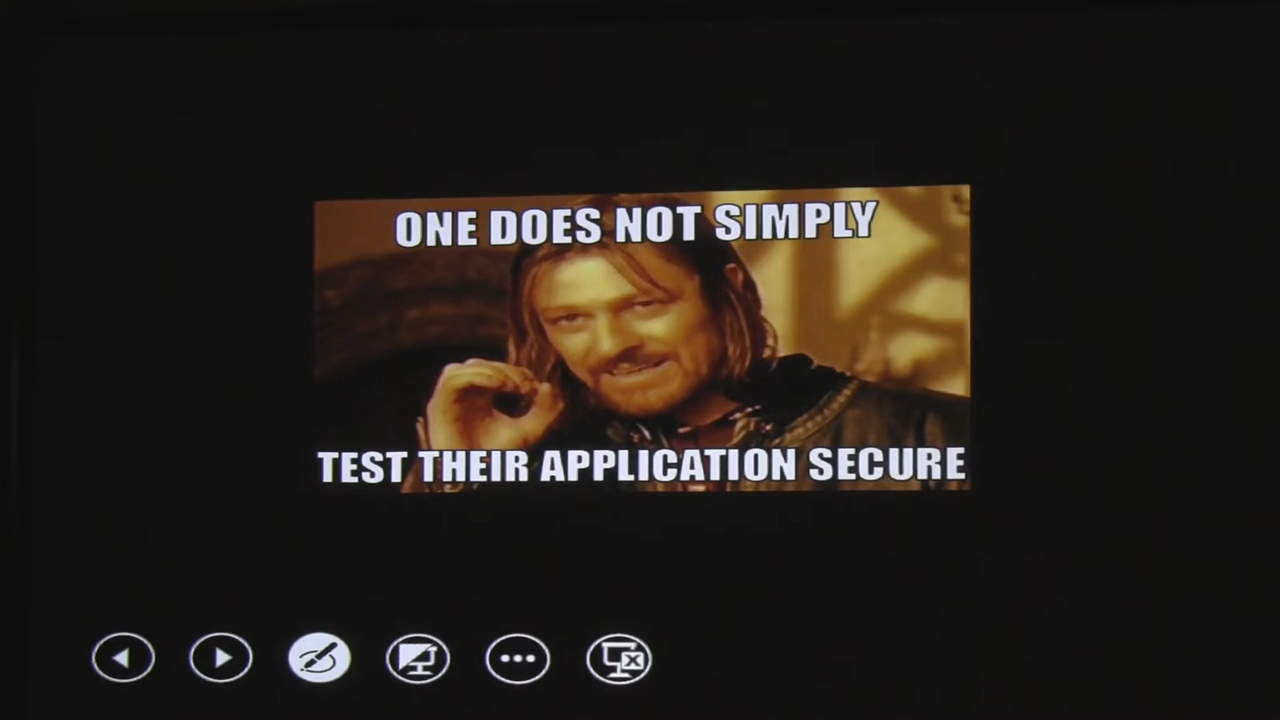 ONE DOES NOT SIMPLY
TEST THEIR APPLICATION SECURE